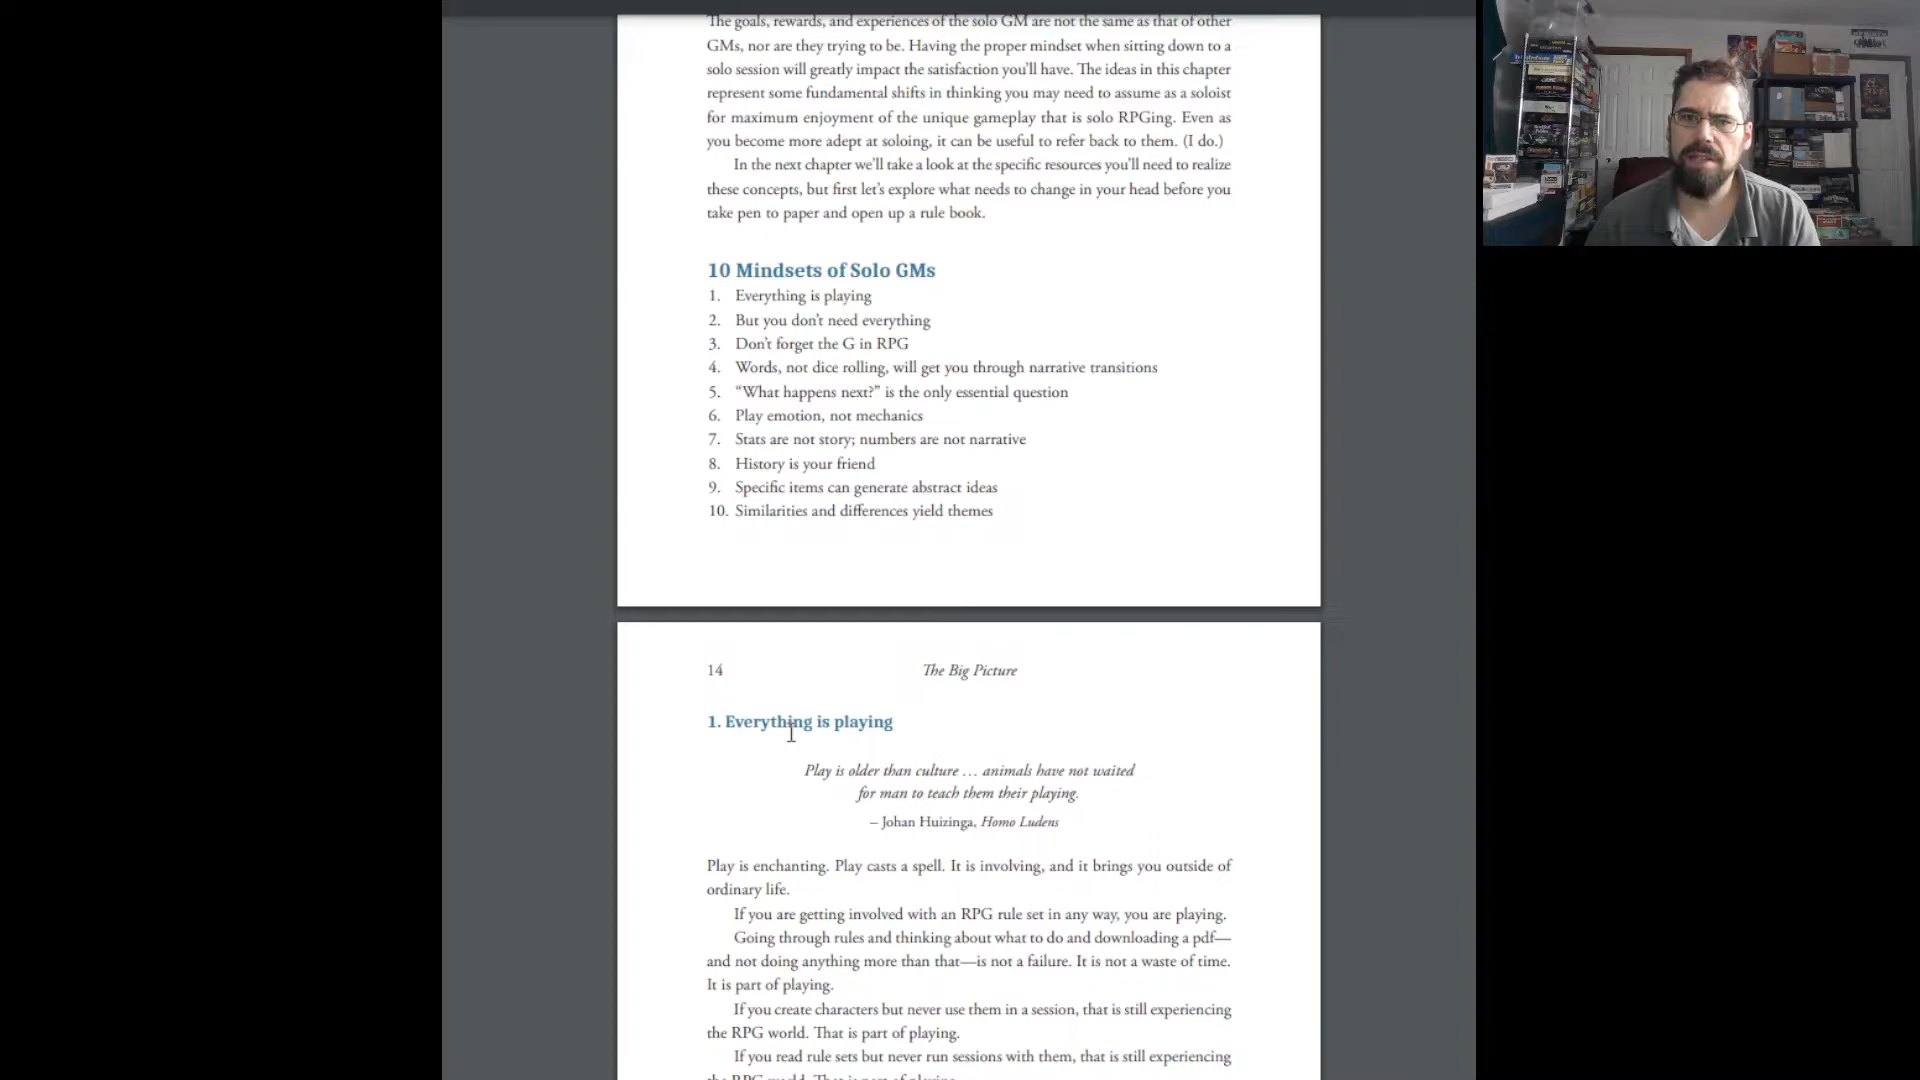 The goals, rewards, and experiences of the solo GM are not the same as that of other
GMs, nor are they trying to be. Having the proper mindset when sitting down to a
solo session will greatly impact the satisfaction you’ll have. The ideas in this chapter
represent some fundamental shifts in thinking you may need to assume as a soloist
for maximum enjoyment of the unique gameplay that is solo RPGing. Even as
you become more adept at soloing, it can be useful to refer back to them. (I do.)
In the next chapter we’ll take a look at the specific resources you’ll need to realize
these concepts, but first let’s explore what needs to change in your head before you
take pen to paper and open up a rule book.
10 Mindsets of Solo GMs
1. Everything is playing
2. But you don’t need everything
3. Don’t forget the G in RPG
4. Words, not dice rolling, will get you through narrative transitions
5. “What happens next?” is the only essential question
6. Play emotion, not mechanics
7. Stats are not story; numbers are not narrative
8. History is your friend
9. Specific items can generate abstract ideas
10. Similarities and differences yield themes
14 The Big Picture
1. Everything is playing
Play is older than culture … animals have not waited
for man to teach them their playing.
– Johan Huizinga, Homo Ludens
Play is enchanting. Play casts a spell. It is involving, and it brings you outside of
ordinary life.
If you are getting involved with an RPG rule set in any way, you are playing.
Going through rules and thinking about what to do and downloading a pdf—
and not doing anything more than that—is not a failure. It is not a waste of time.
It is part of playing.
If you create characters but never use them in a session, that is still experiencing
the RPG world. That is part of playing.
If you read rule sets but never run sessions with them, that is still experiencing
the RPG world. That is part of playing.